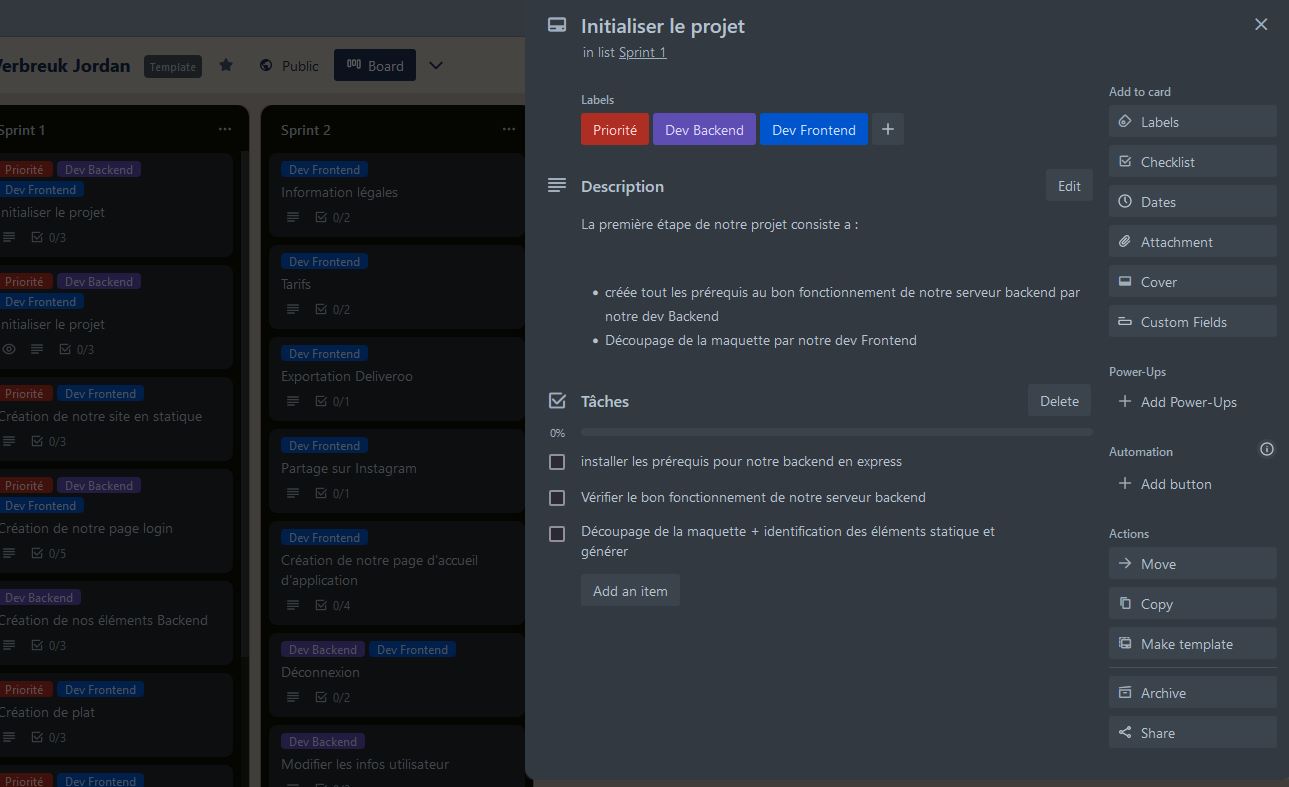 Verbreuk Jordan
Template
Public
Board
Sprint 1
Priorité Dev Backend
Dev Frontend
Initialiser le projet
0/3
Priorité Dev Backend
Dev Frontend
Initialiser le projet
0/3
Priorité Dev Frontend
Création de notre site en statique
0/3
Priorité Dev Backend
Dev Frontend
Création de notre page login
0/5
Dev Backend
Création de nos éléments Backend
0/3
Priorité Dev Frontend
Création de plat
0/3
Priorité Dev Frontend
Sprint 2
Dev Frontend
Information légales
0/2
Dev Frontend
Tarifs
0/2
Dev Frontend
Exportation Deliveroo
0/1
Dev Frontend
Partage sur Instagram
0/1
Dev Frontend
Création de notre page d'accueil
d'application
0/4
Dev Backend Dev Frontend
Déconnexion
0/2
Dev Backend
Modifier les infos utilisateur
Initialiser le projet
in list Sprint 1
Labels
Priorité Dev Backend Dev Frontend +
Description
Edit
La première étape de notre projet consiste a :
• créée tout les prérequis au bon fonctionnement de notre serveur backend par
notre dev Backend
• Découpage de la maquette par notre dev Frontend
Tâches
Delete
0%
installer les prérequis pour notre backend en express
Vérifier le bon fonctionnement de notre serveur backend
Découpage de la maquette + identification des éléments statique et
générer
Add an item
Add to card
Labels
Checklist
Dates
Attachment
Cover
Custom Fields
Power-Ups
+ Add Power-Ups
Automation
+ Add button
Actions
Move
Copy
Make template
Archive
Share